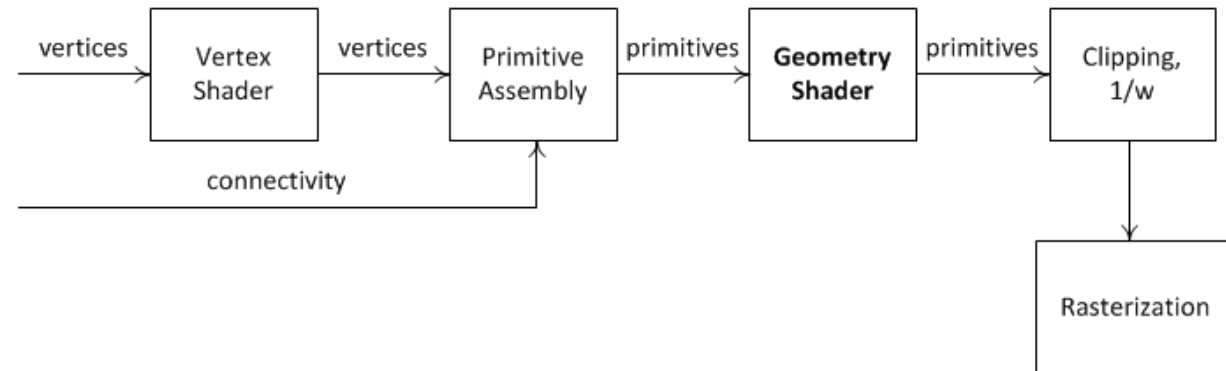 vertices
Vertex
Shader
vertices
Primitive
Assembly
primitives
Geometry
Shader
primitives
Clipping,
1/w
connectivity
Rasterization